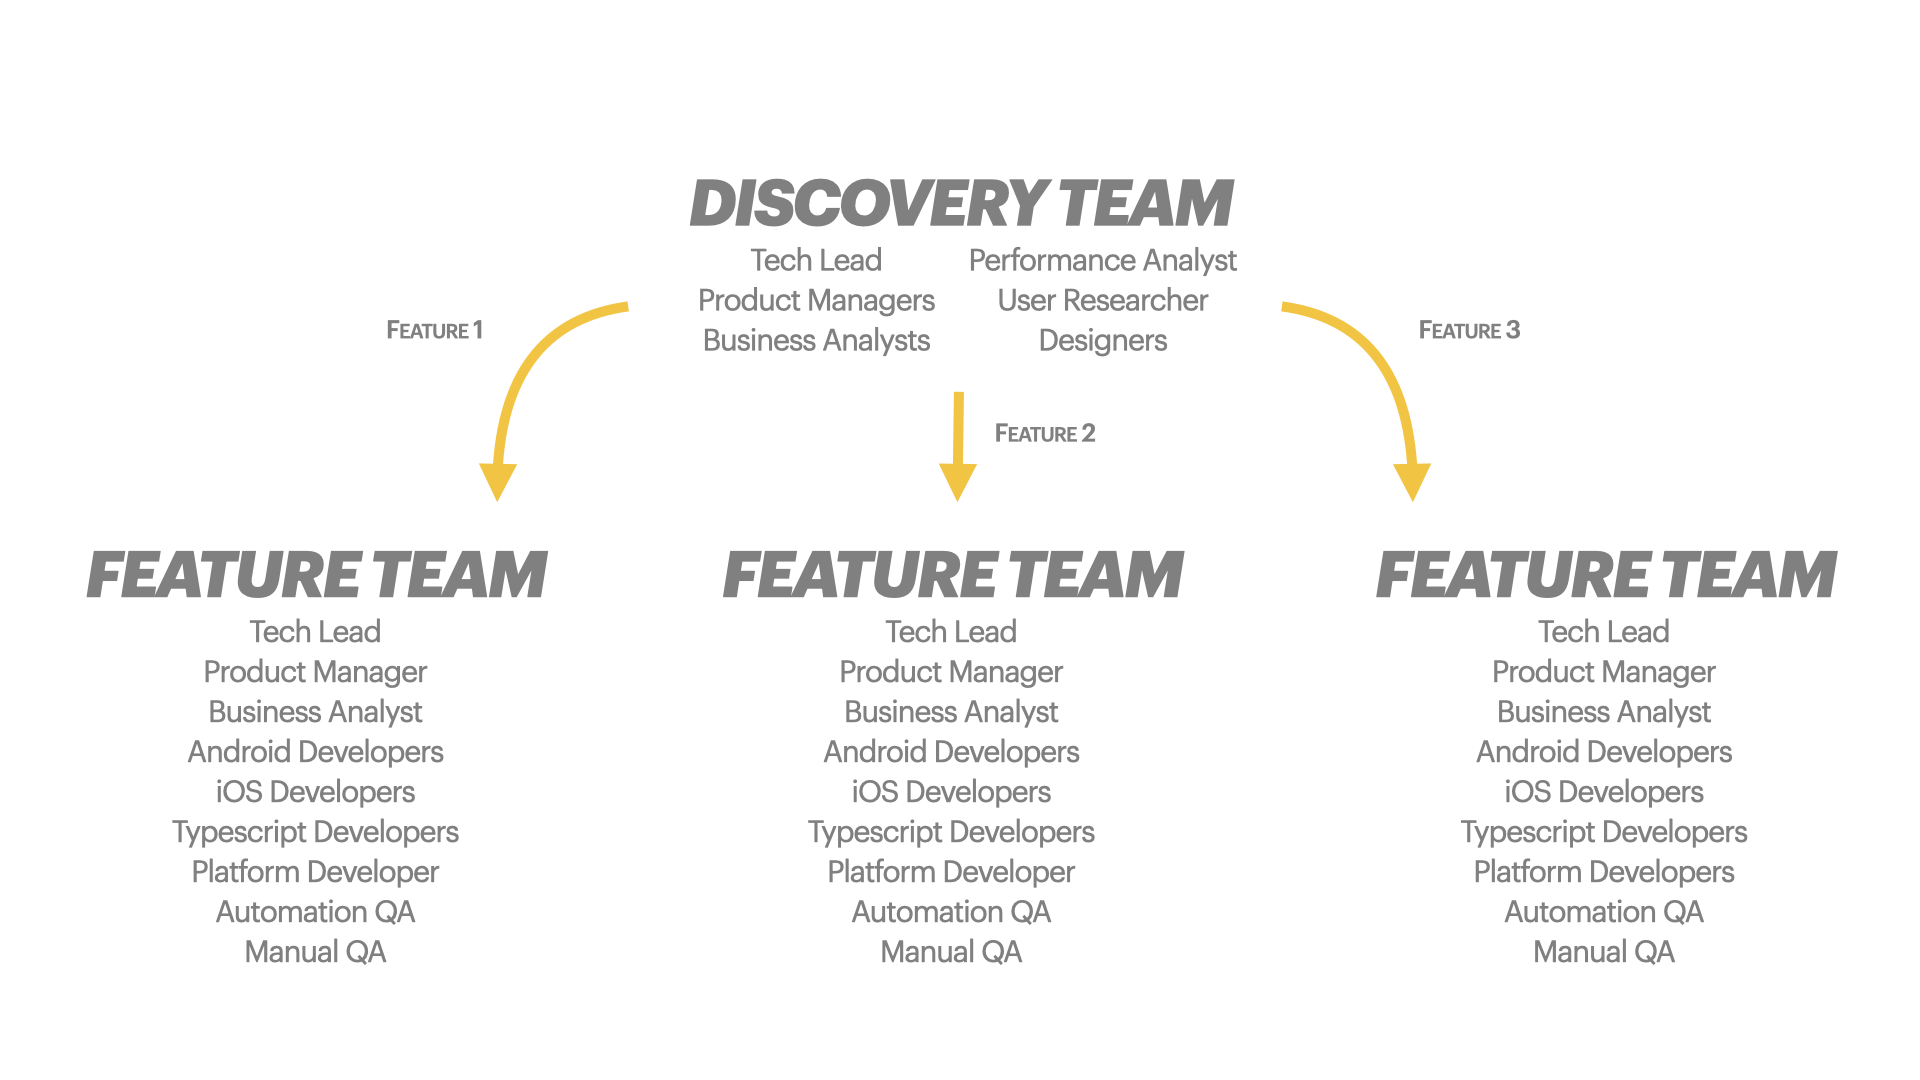 DISCOVERY TEAM
Tech Lead
Product Managers
Business Analysts
Performance Analyst
User Researcher
Designers
FEATURE 1
FEATURE 2
FEATURE 3
FEATURE TEAM
Tech Lead
Product Manager
Business Analyst
Android Developers
iOS Developers
Typescript Developers
Platform Developer
Automation QA
Manual QA
FEATURE TEAM
Tech Lead
Product Manager
Business Analyst
Android Developers
iOS Developers
Typescript Developers
Platform Developer
Automation QA
Manual QA
FEATURE TEAM
Tech Lead
Product Manager
Business Analyst
Android Developers
iOS Developers
Typescript Developers
Platform Developers
Automation QA
Manual QA